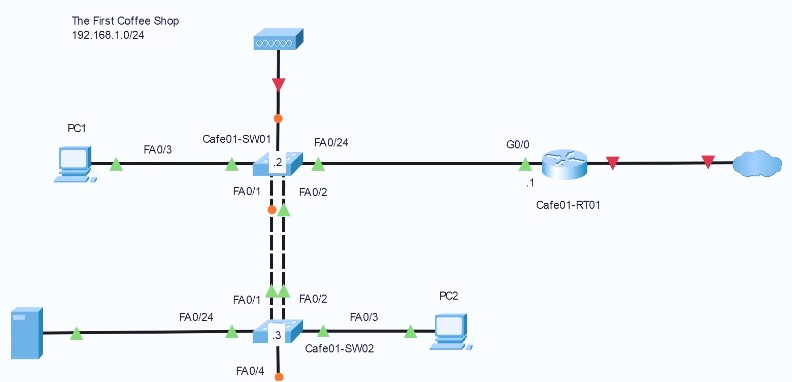 The First Coffee Shop
192.168.1.0/24
PC1
FA0/3
Cafe01-SW01
FA0/24
G0/0
.2
.1
FA0/1
FA0/2
Cafe01-RT01
FA0/1
FA0/2
PC2
FA0/24
FA0/3
.3
Cafe01-SW02
FA0/4